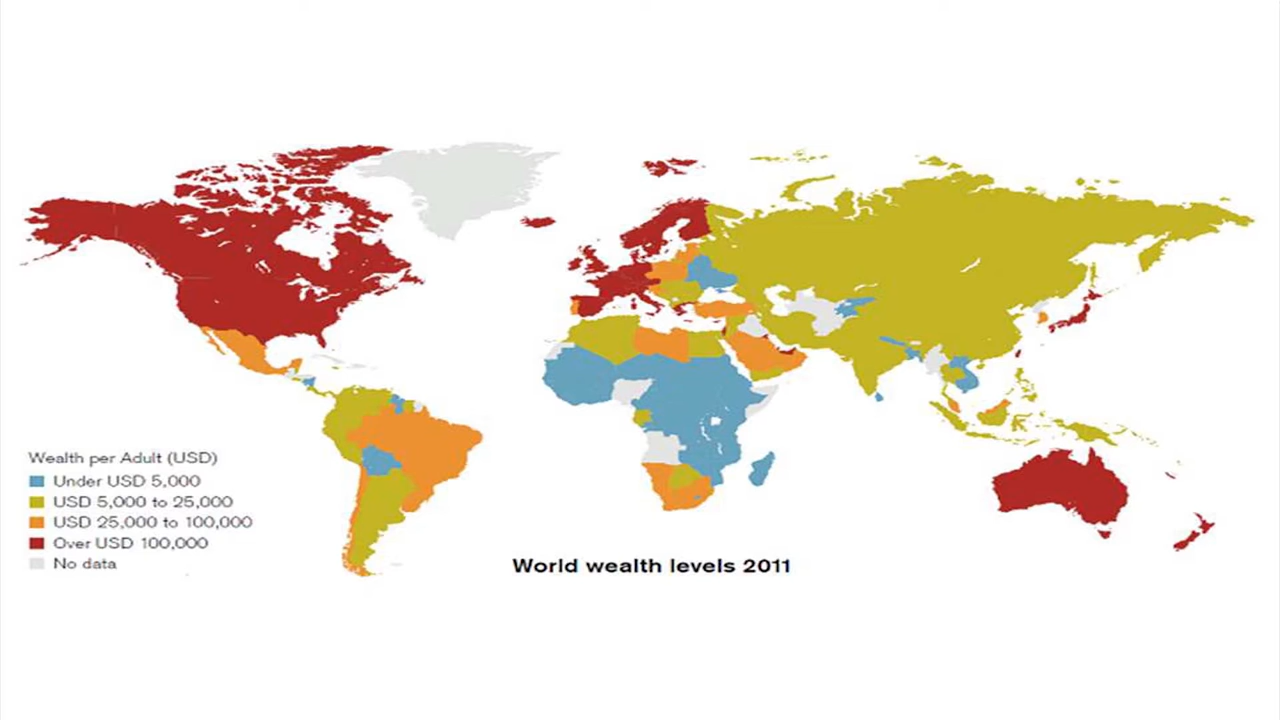 Wealth per Adult (USD)
Under USD 5,000
USD 5,000 to 25,000
USD 25,000 to 100,000
Over USD 100,000
No data
World wealth levels 2011